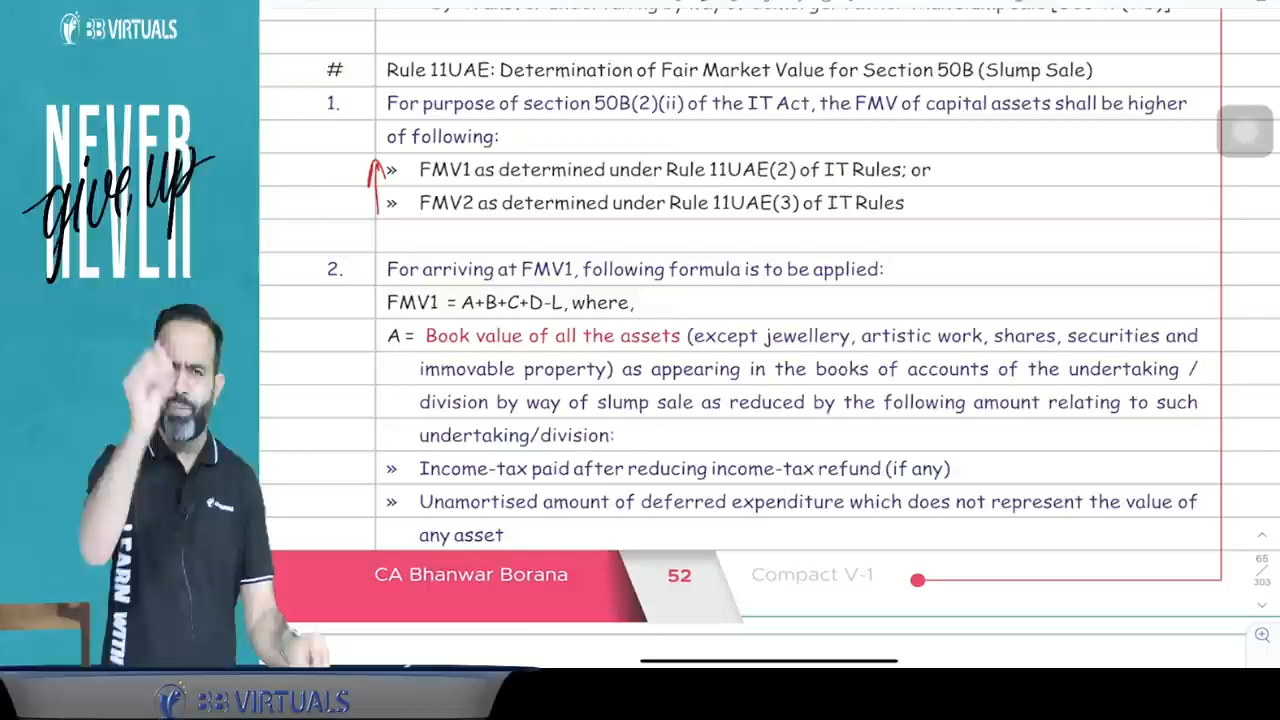 BB VIRTUALS
NEVER
give up
NEVER
# Rule 11UAE: Determination of Fair Market Value for Section 50B (Slump Sale)
1. For purpose of section 50B(2)(ii) of the IT Act, the FMV of capital assets shall be higher
of following:
» FMV1 as determined under Rule 11UAE(2) of IT Rules; or
» FMV2 as determined under Rule 11UAE(3) of IT Rules
2. For arriving at FMV1, following formula is to be applied:
FMV1 = A+B+C+D-L, where,
A = Book value of all the assets (except jewellery, artistic work, shares, securities and
immovable property) as appearing in the books of accounts of the undertaking /
division by way of slump sale as reduced by the following amount relating to such
undertaking/division:
» Income-tax paid after reducing income-tax refund (if any)
» Unamortised amount of deferred expenditure which does not represent the value of
any asset
CA Bhanwar Borana
52
Compact V-1
65
303
LEARN WITH
BB VIRTUALS